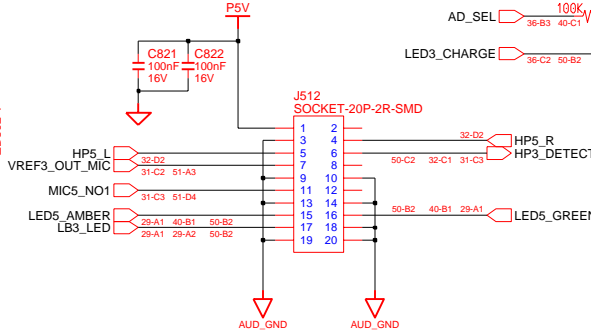 P5V
AD_SEL 36-B3 40-C1 100K
C821 C822
100nF 100nF
16V 16V
LED3_CHARGE 36-C2 50-B2
J512
SOCKET-20P-2R-SMD
1 2
3 4 32-D2 HP5_R
HP5_L 32-D2 5 6 50-C2 32-C1 31-C3 HP3_DETECT
VREF3_OUT_MIC 31-C2 51-A3 7 8
9 10
MIC5_NO1 31-C3 51-D4 11 12
13 14
LED5_AMBER 29-A1 40-B1 50-B2 15 16 50-B2 40-B1 29-A1 LED5_GREEN
LB3_LED 29-A1 29-A2 50-B2 17 18
19 20
AUD_GND AUD_GND